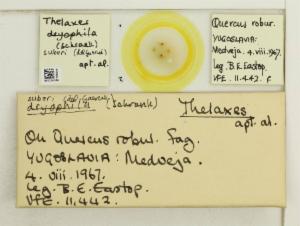 Thelaxes
dryophila
(Schrank)
suberi (del Guercio)
apt. al.
Quercus robur.
YUGOSLAVIA:
Medveja. 4. viii. 1967.
leg. B. E. Eastop.
VFE. 11.442. F
suberi (del Guercio)
dryophila (Schrank) Thelaxes
apt. al.
On Quercus robur. Fag.
YUGOSLAVIA: Medveja.
4. viii. 1967.
leg. B. E. Eastop.
VFE. 11.442.